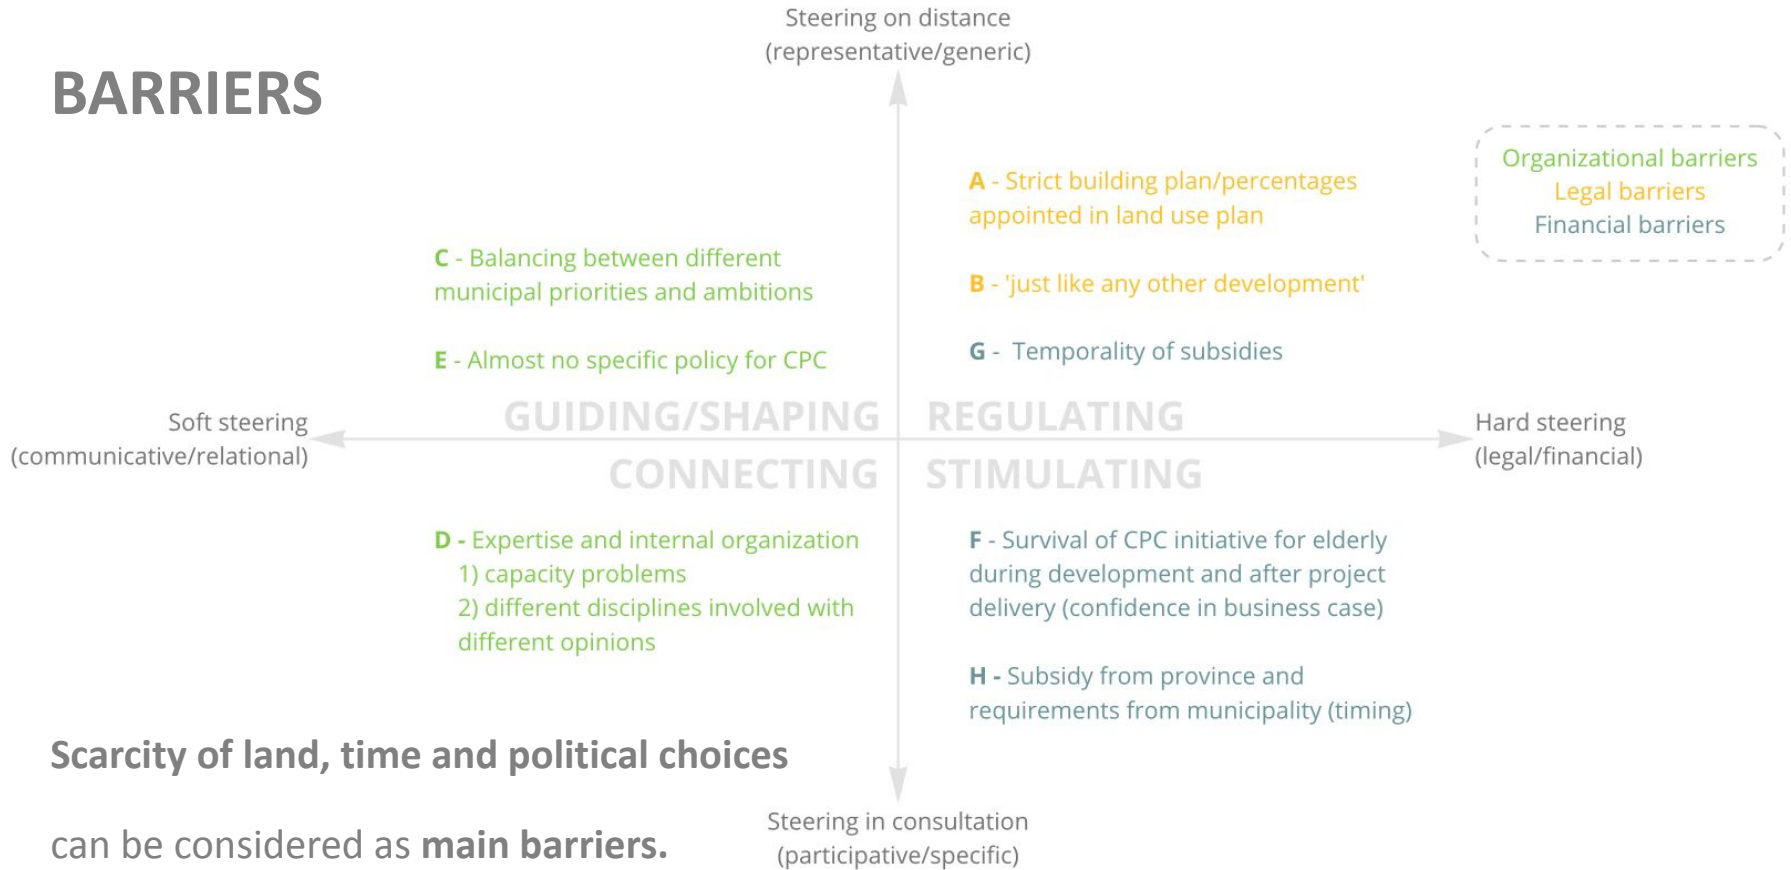 Steering on distance
(representative/generic)
BARRIERS
Organizational barriers
Legal barriers
Financial barriers
A - Strict building plan/percentages
appointed in land use plan
C - Balancing between different
municipal priorities and ambitions
B - 'just like any other development'
E - Almost no specific policy for CPC
G - Temporality of subsidies
Soft steering
(communicative/relational)
GUIDING/SHAPING
REGULATING
Hard steering
(legal/financial)
CONNECTING
STIMULATING
D - Expertise and internal organization
1) capacity problems
2) different disciplines involved with
different opinions
F - Survival of CPC initiative for elderly
during development and after project
delivery (confidence in business case)
H - Subsidy from province and
requirements from municipality (timing)
Scarcity of land, time and political choices
can be considered as main barriers.
Steering in consultation
(participative/specific)